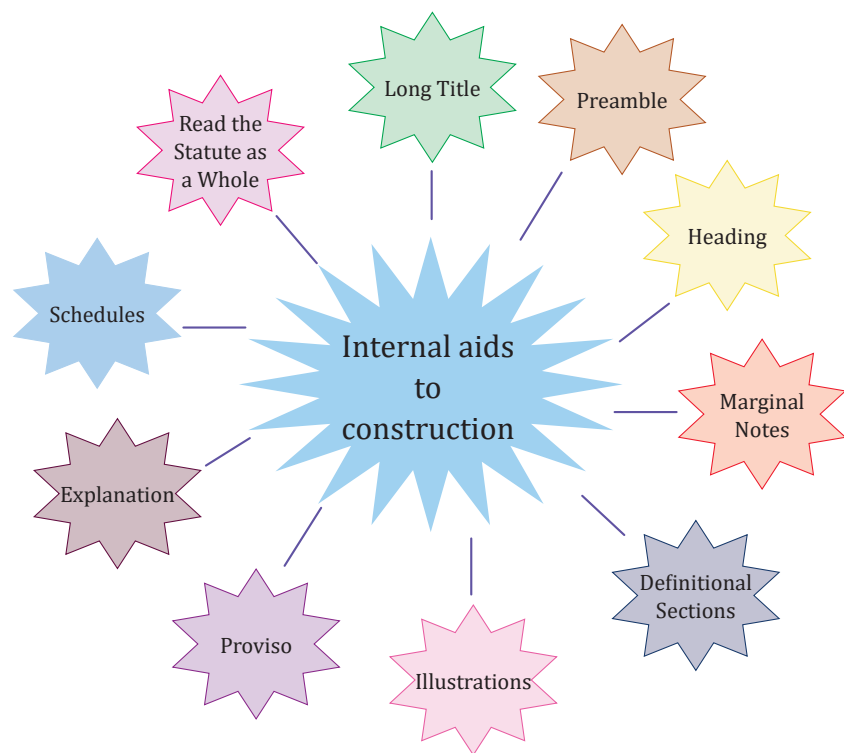 Long Title
Preamble
Read the
Statute as
a Whole
Heading
Schedules
Internal aids
to
construction
Marginal
Notes
Explanation
Definitional
Sections
Proviso
Illustrations